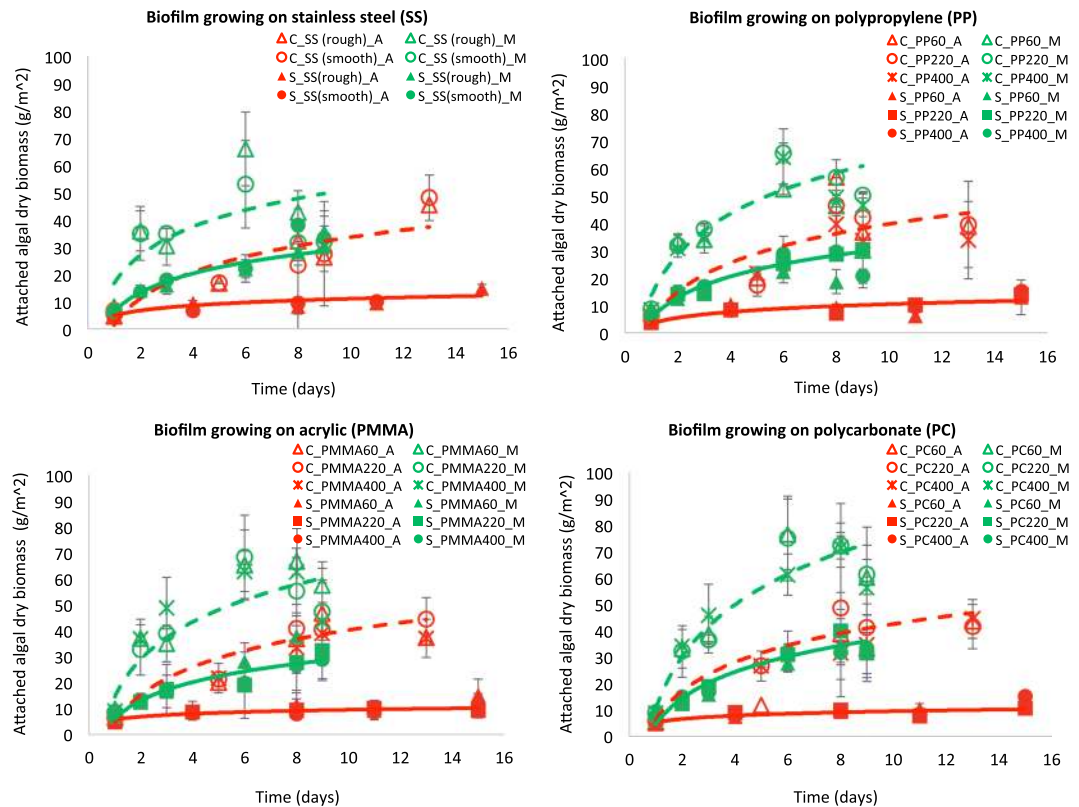 Biofilm growing on stainless steel (SS)
C_SS (rough)_A C_SS (rough)_M
C_SS (smooth)_A C_SS (smooth)_M
S_SS(rough)_A S_SS(rough)_M
S_SS(smooth)_A S_SS(smooth)_M
Attached algal dry biomass (g/m^2)
100
90
80
70
60
50
40
30
20
10
0
0 2 4 6 8 10 12 14 16
Time (days)
Biofilm growing on polypropylene (PP)
C_PP60_A C_PP60_M
C_PP220_A C_PP220_M
C_PP400_A C_PP400_M
S_PP60_A S_PP60_M
S_PP220_A S_PP220_M
S_PP400_A S_PP400_M
Attached algal dry biomass (g/m^2)
100
90
80
70
60
50
40
30
20
10
0
0 2 4 6 8 10 12 14 16
Time (days)
Biofilm growing on acrylic (PMMA)
C_PMMA60_A C_PMMA60_M
C_PMMA220_A C_PMMA220_M
C_PMMA400_A C_PMMA400_M
S_PMMA60_A S_PMMA60_M
S_PMMA220_A S_PMMA220_M
S_PMMA400_A S_PMMA400_M
Attached algal dry biomass (g/m^2)
100
90
80
70
60
50
40
30
20
10
0
0 2 4 6 8 10 12 14 16
Time (days)
Biofilm growing on polycarbonate (PC)
C_PC60_A C_PC60_M
C_PC220_A C_PC220_M
C_PC400_A C_PC400_M
S_PC60_A S_PC60_M
S_PC220_A S_PC220_M
S_PC400_A S_PC400_M
Attached algal dry biomass (g/m^2)
100
90
80
70
60
50
40
30
20
10
0
0 2 4 6 8 10 12 14 16
Time (days)